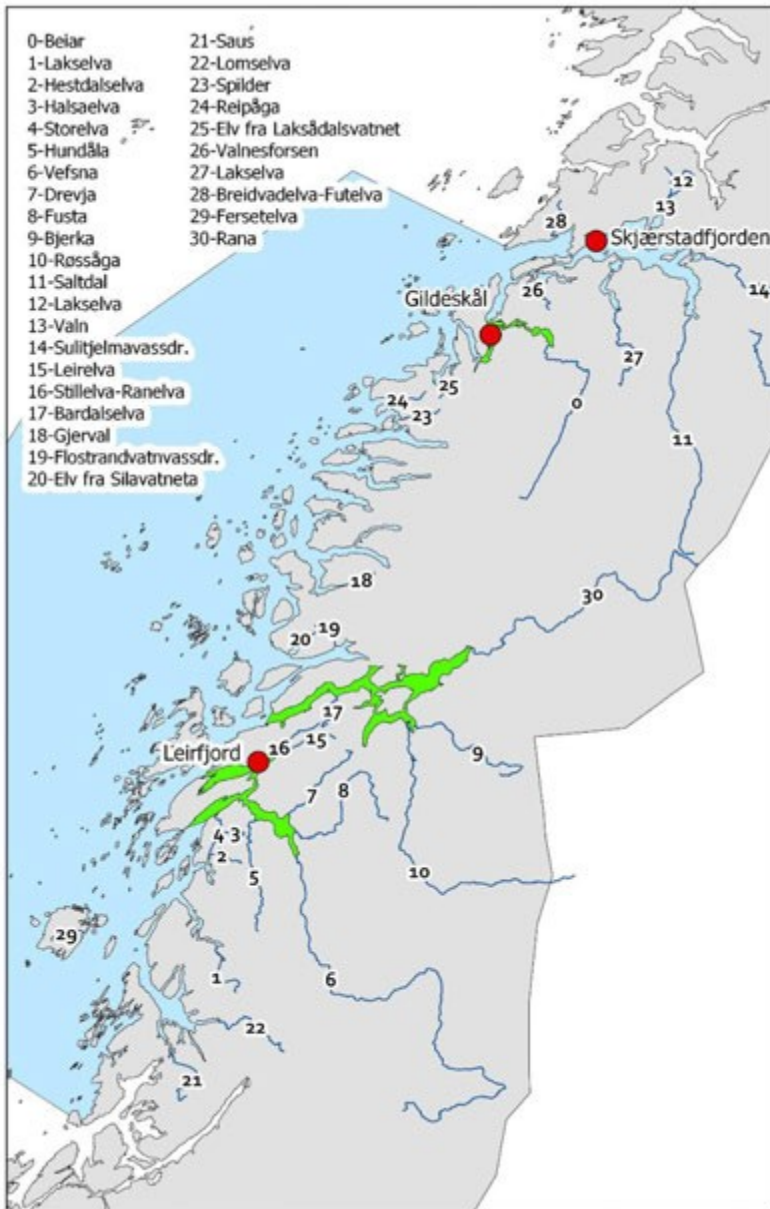 0-Beiar
1-Lakselva
2-Hestdalselva
3-Halsaelva
4-Storelva
5-Hundåla
6-Vefsna
7-Drevja
8-Fusta
9-Bjerka
10-Røssåga
11-Saltdal
12-Lakselva
13-Valn
14-Sulitjelmavassdr.
15-Leirelva
16-Stillelva-Ranelva
17-Bardalselva
18-Gjerval
19-Flostrandvatnvassdr.
20-Elv fra Silavatneta
21-Saus
22-Lomselva
23-Spilder
24-Reipåga
25-Elv fra Laksådalsvatnet
26-Valnesforsen
27-Lakselva
28-Breidvadelva-Futelva
29-Fersetelva
30-Rana
12
13
28
Skjærstadfjorden
14
26
Gildeskål
27
25
24
23
0
11
18
30
20
19
17
Leirfjord
16
15
9
7
8
4
3
2
5
10
29
1
6
22
21